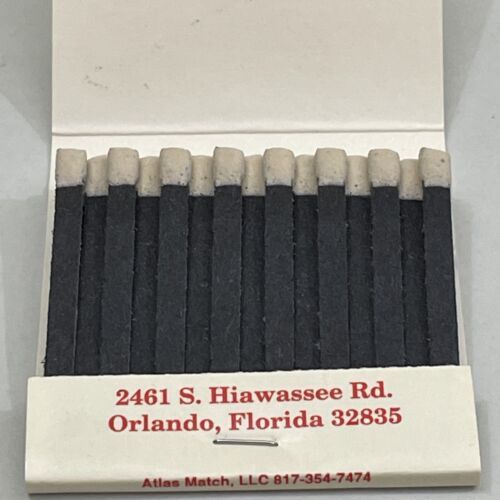 2461 S. Hiawassee Rd.
Orlando, Florida 32835
Atlas Match, LLC 817-354-7474